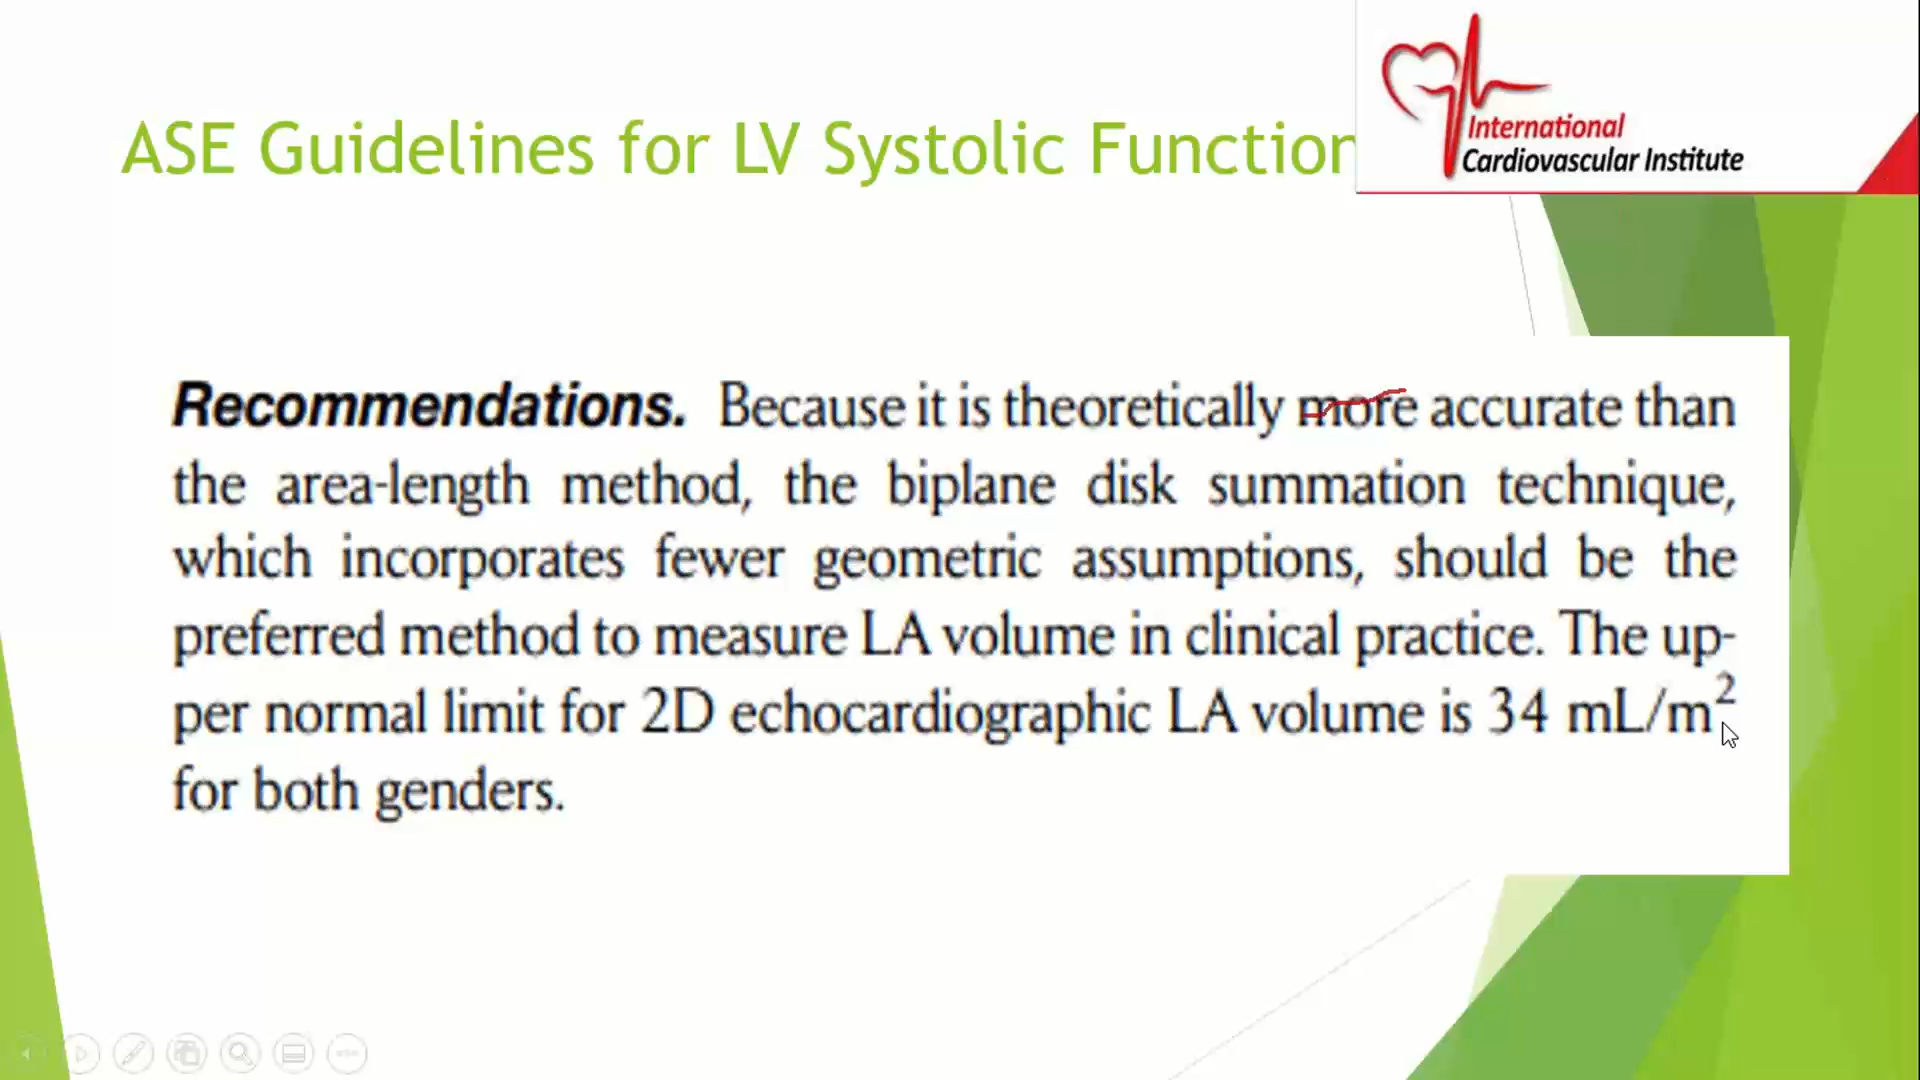 ASE Guidelines for LV Systolic Function
International
Cardiovascular Institute
Recommendations. Because it is theoretically more accurate than
the area-length method, the biplane disk summation technique,
which incorporates fewer geometric assumptions, should be the
preferred method to measure LA volume in clinical practice. The up-
per normal limit for 2D echocardiographic LA volume is 34 mL/m²
for both genders.